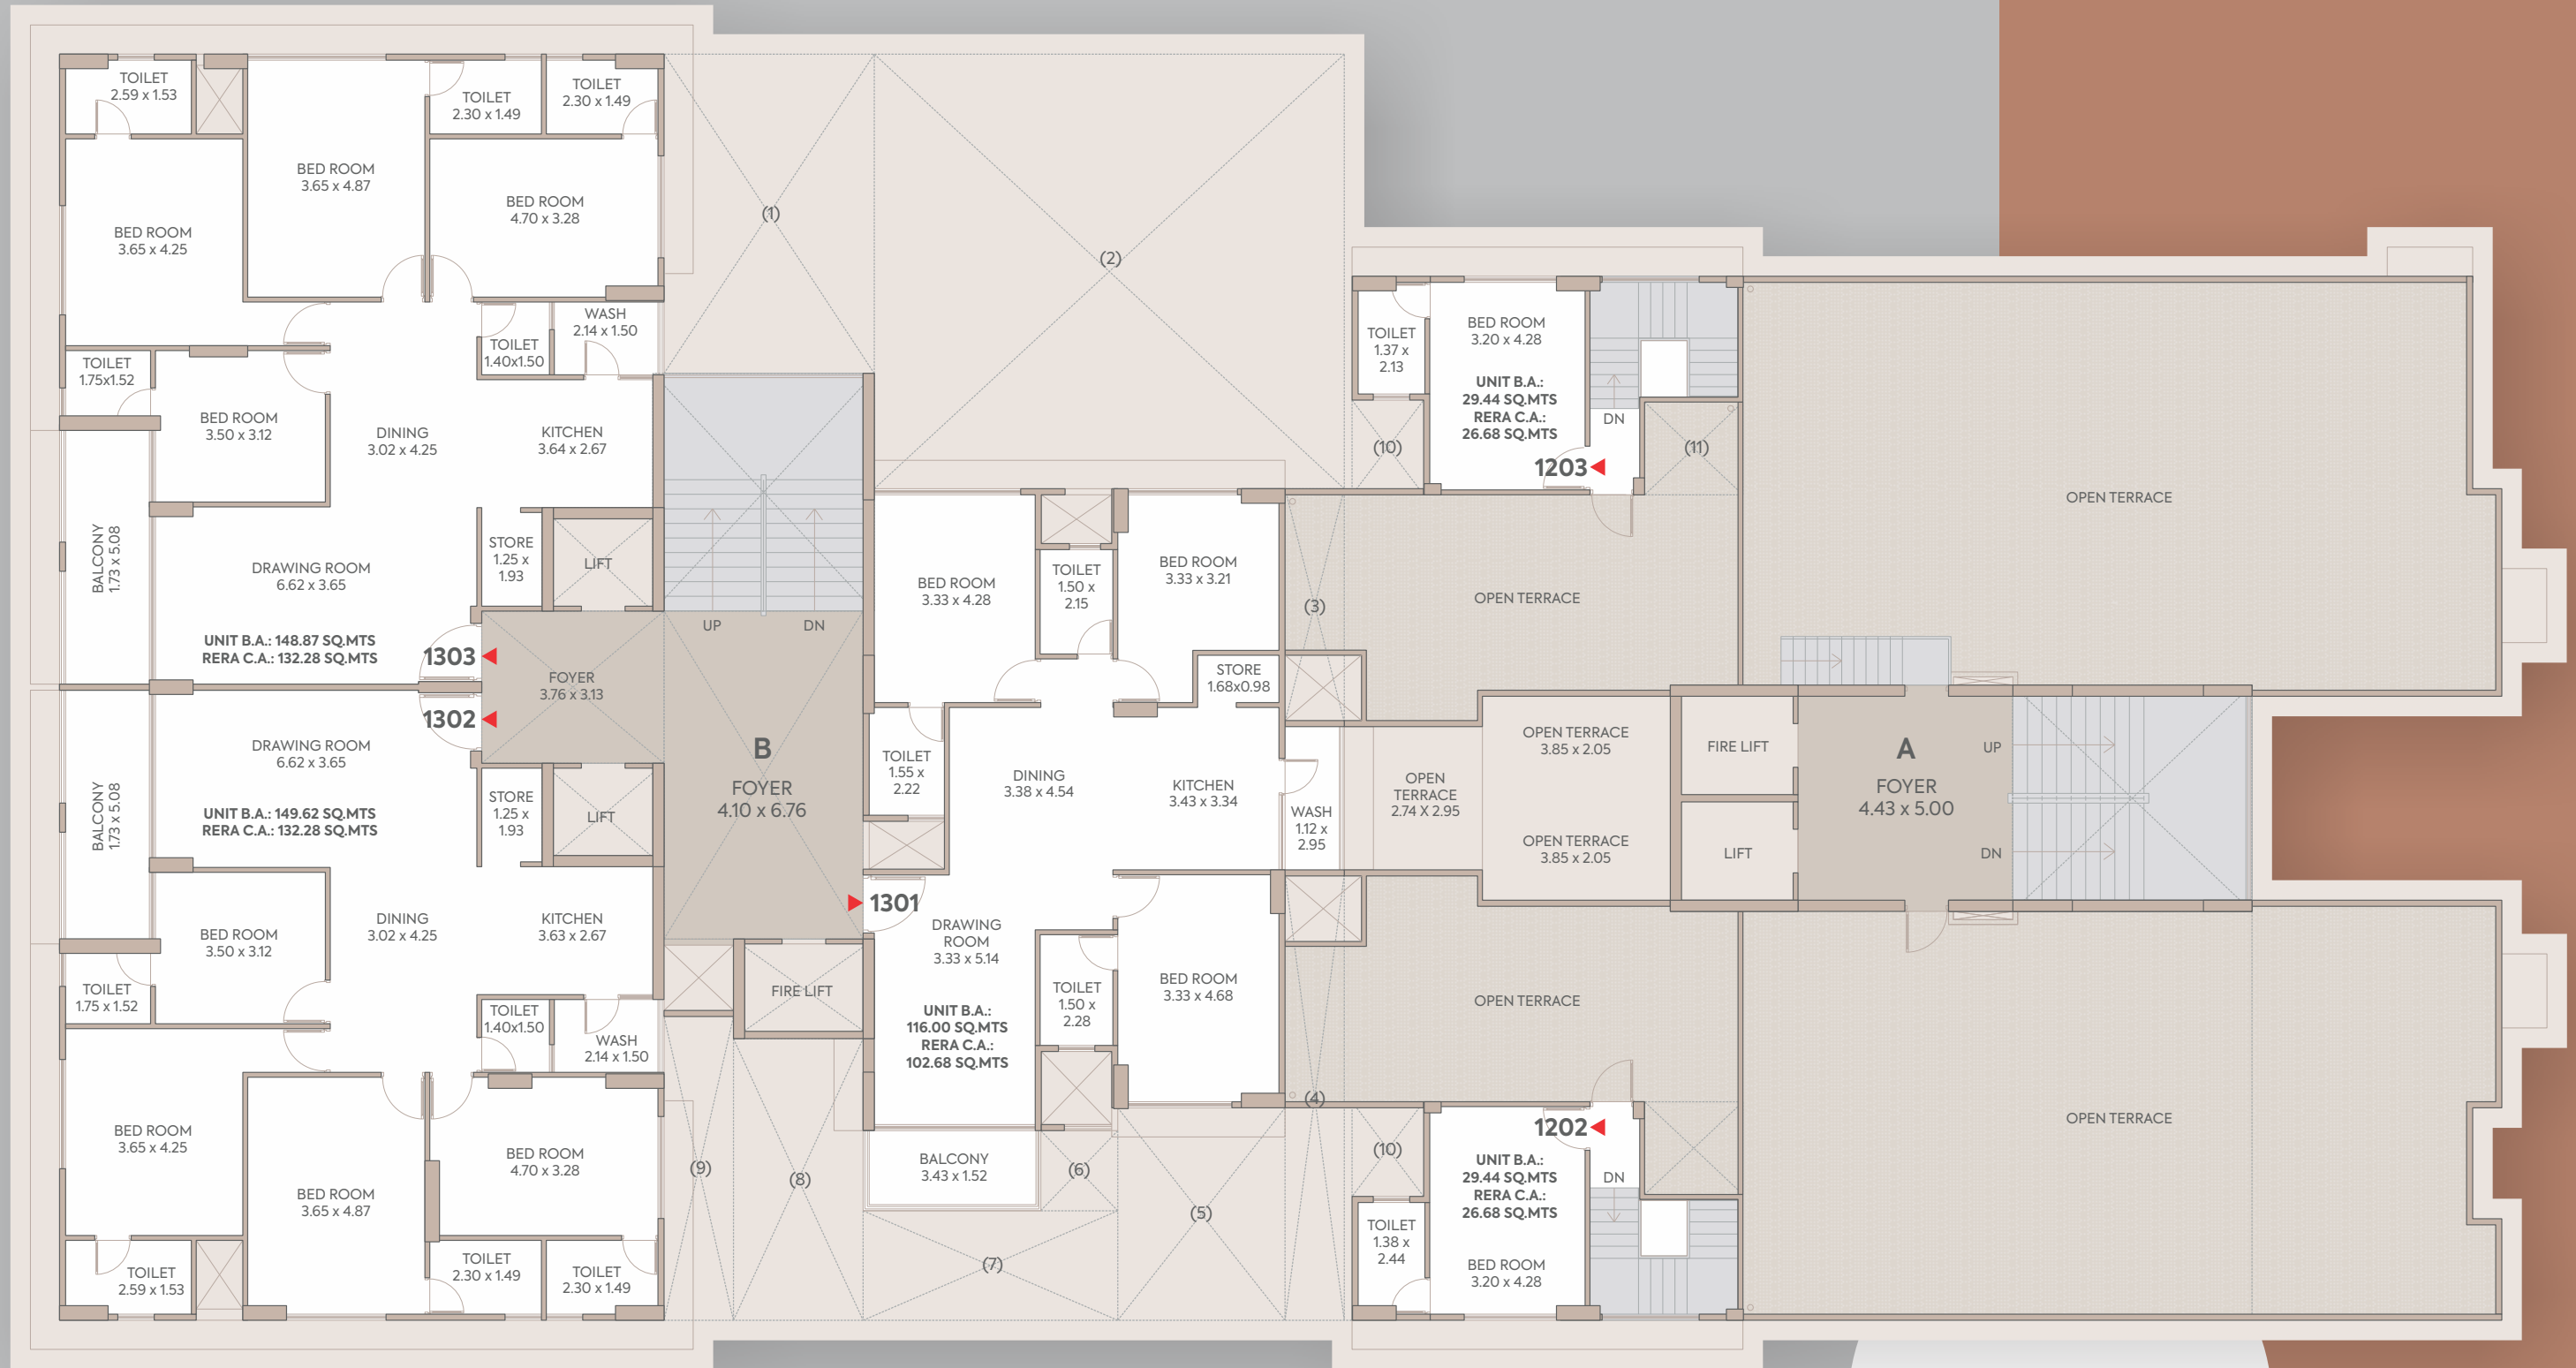 TOILET
2.59 x 1.53
TOILET
2.30 x 1.49
TOILET
2.30 x 1.49
BED ROOM
3.65 x 4.87
BED ROOM
4.70 x 3.28
BED ROOM
3.65 x 4.25
WASH
2.14 x 1.50
TOILET
1.40x1.50
TOILET
1.75x1.52
BED ROOM
3.50 x 3.12
DINING
3.02 x 4.25
KITCHEN
3.64 x 2.67
BALCONY
1.73 x 5.08
DRAWING ROOM
6.62 x 3.65
STORE
1.25 x
1.93
LIFT
UNIT B.A.: 148.87 SQ.MTS
RERA C.A.: 132.28 SQ.MTS
1303
FOYER
3.76 x 3.13
1302
DRAWING ROOM
6.62 x 3.65
UNIT B.A.: 149.62 SQ.MTS
RERA C.A.: 132.28 SQ.MTS
BALCONY
1.73 x 5.08
STORE
1.25 x
1.93
LIFT
BED ROOM
3.50 x 3.12
DINING
3.02 x 4.25
KITCHEN
3.63 x 2.67
TOILET
1.75 x 1.52
TOILET
1.40x1.50
WASH
2.14 x 1.50
BED ROOM
3.65 x 4.25
BED ROOM
3.65 x 4.87
BED ROOM
4.70 x 3.28
TOILET
2.59 x 1.53
TOILET
2.30 x 1.49
TOILET
2.30 x 1.49
(1)
(2)
UP
DN
B
FOYER
4.10 x 6.76
FIRE LIFT
(9)
(8)
BED ROOM
3.33 x 4.28
TOILET
1.50 x
2.15
BED ROOM
3.33 x 3.21
STORE
1.68x0.98
TOILET
1.55 x
2.22
DINING
3.38 x 4.54
KITCHEN
3.43 x 3.34
WASH
1.12 x
2.95
1301
DRAWING
ROOM
3.33 x 5.14
UNIT B.A.:
116.00 SQ.MTS
RERA C.A.:
102.68 SQ.MTS
TOILET
1.50 x
2.28
BED ROOM
3.33 x 4.68
BALCONY
3.43 x 1.52
(6)
(5)
(7)
(3)
(4)
TOILET
1.37 x
2.13
BED ROOM
3.20 x 4.28
UNIT B.A.:
29.44 SQ.MTS
RERA C.A.:
26.68 SQ.MTS
DN
(10)
1203
(11)
OPEN TERRACE
OPEN TERRACE
OPEN
TERRACE
2.74 X 2.95
OPEN TERRACE
3.85 x 2.05
OPEN TERRACE
3.85 x 2.05
FIRE LIFT
LIFT
A
FOYER
4.43 x 5.00
UP
DN
OPEN TERRACE
OPEN TERRACE
(10)
1202
UNIT B.A.:
29.44 SQ.MTS
RERA C.A.:
26.68 SQ.MTS
DN
TOILET
1.38 x
2.44
BED ROOM
3.20 x 4.28